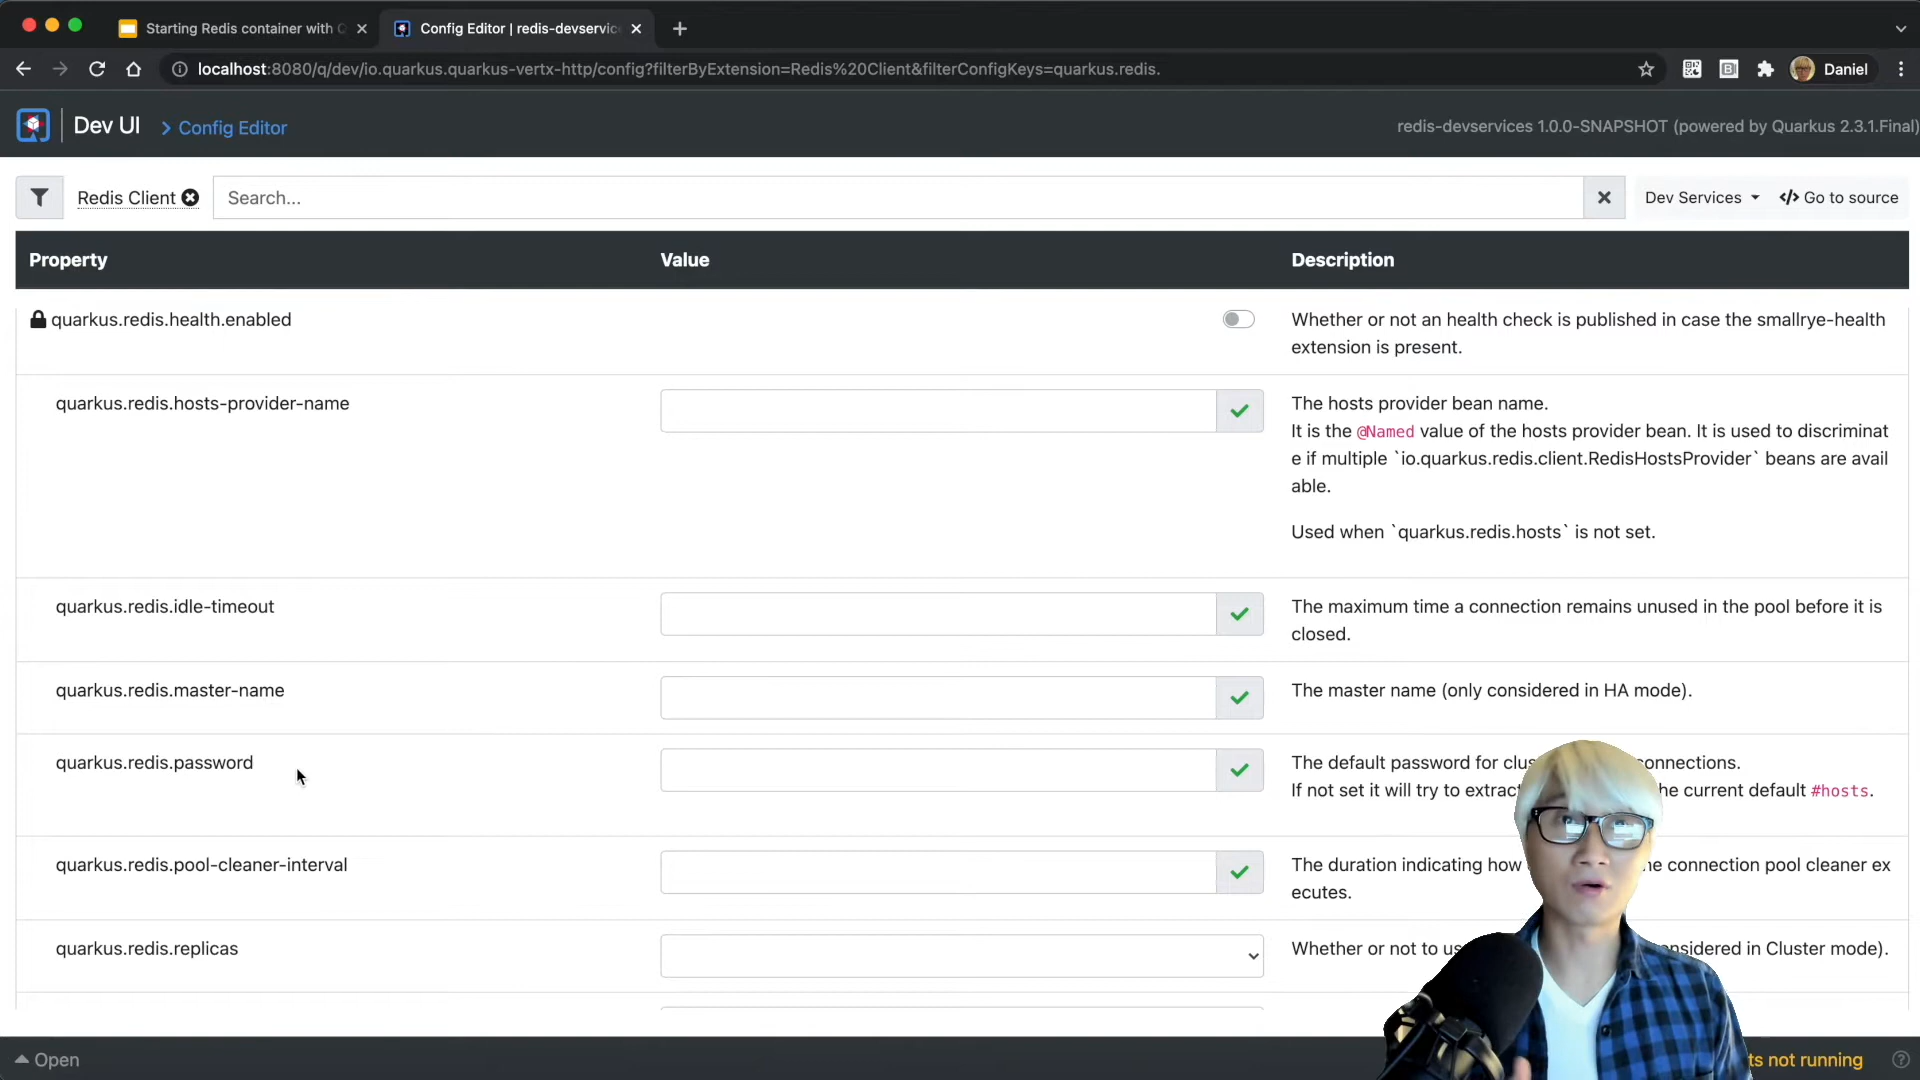 Starting Redis container with Q
Config Editor | redis-devservic
localhost:8080/q/dev/io.quarkus.quarkus-vertx-http/config?filterByExtension=Redis%20Client&filterConfigKeys=quarkus.redis.
Daniel
Dev UI
Config Editor
redis-devservices 1.0.0-SNAPSHOT (powered by Quarkus 2.3.1.Final)
Redis Client
Search...
Dev Services
</> Go to source
Property
Value
Description
quarkus.redis.health.enabled
Whether or not an health check is published in case the smallrye-health
extension is present.
quarkus.redis.hosts-provider-name
The hosts provider bean name.
It is the @Named value of the hosts provider bean. It is used to discriminat
e if multiple `io.quarkus.redis.client.RedisHostsProvider` beans are avail
able.
Used when `quarkus.redis.hosts` is not set.
quarkus.redis.idle-timeout
The maximum time a connection remains unused in the pool before it is
closed.
quarkus.redis.master-name
The master name (only considered in HA mode).
quarkus.redis.password
The default password for connections.
If not set it will try to extract the current default #hosts.
quarkus.redis.pool-cleaner-interval
The duration indicating how connection pool cleaner ex
ecutes.
quarkus.redis.replicas
Whether or not to considered in Cluster mode).
Open
not running